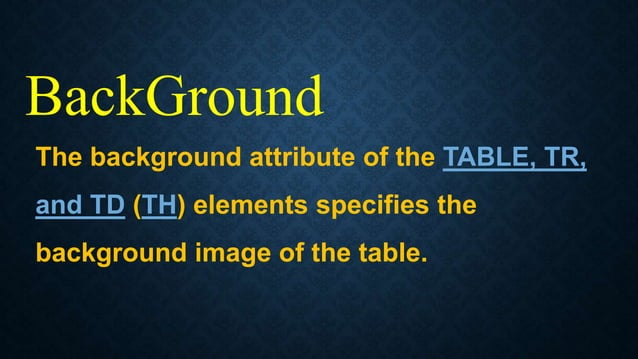 BackGround
The background attribute of the TABLE, TR,
and TD (TH) elements specifies the
background image of the table.